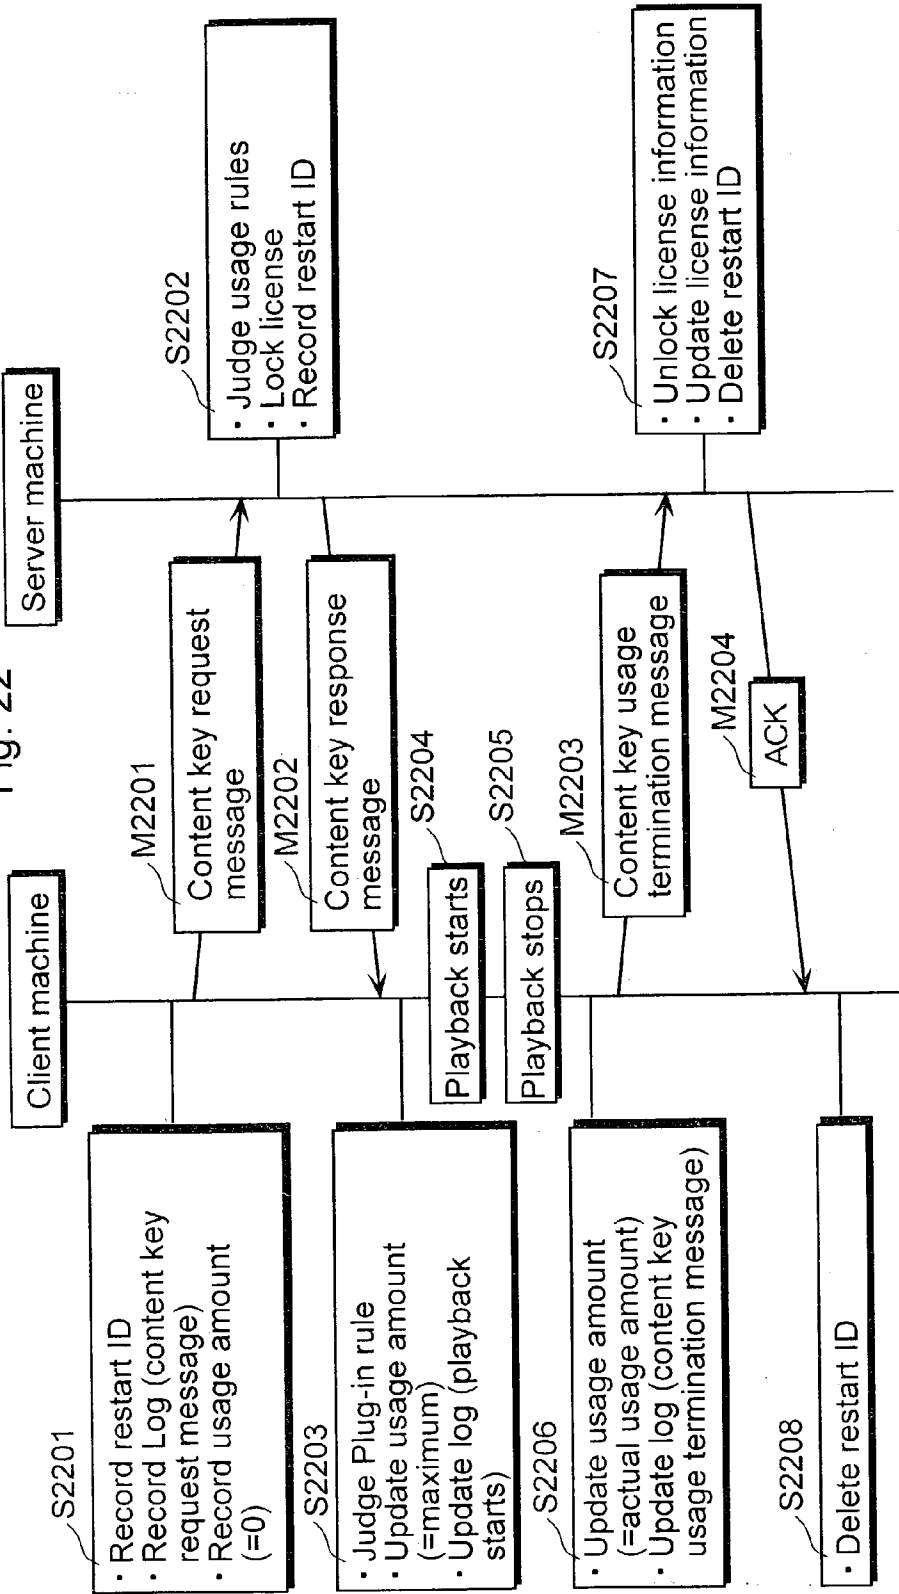 Fig. 22
Client machine
Server machine
S2201
· Record restart ID
· Record Log (content key
request message)
· Record usage amount
(=0)
M2201
Content key request
message
S2202
· Judge usage rules
· Lock license
· Record restart ID
M2202
Content key response
message
S2203
· Judge Plug-in rule
· Update usage amount
(=maximum)
· Update log (playback
starts)
S2204
Playback starts
S2205
Playback stops
S2206
· Update usage amount
(=actual usage amount)
· Update log (content key
usage termination message)
M2203
Content key usage
termination message
S2207
· Unlock license information
· Update license information
· Delete restart ID
M2204
ACK
S2208
· Delete restart ID